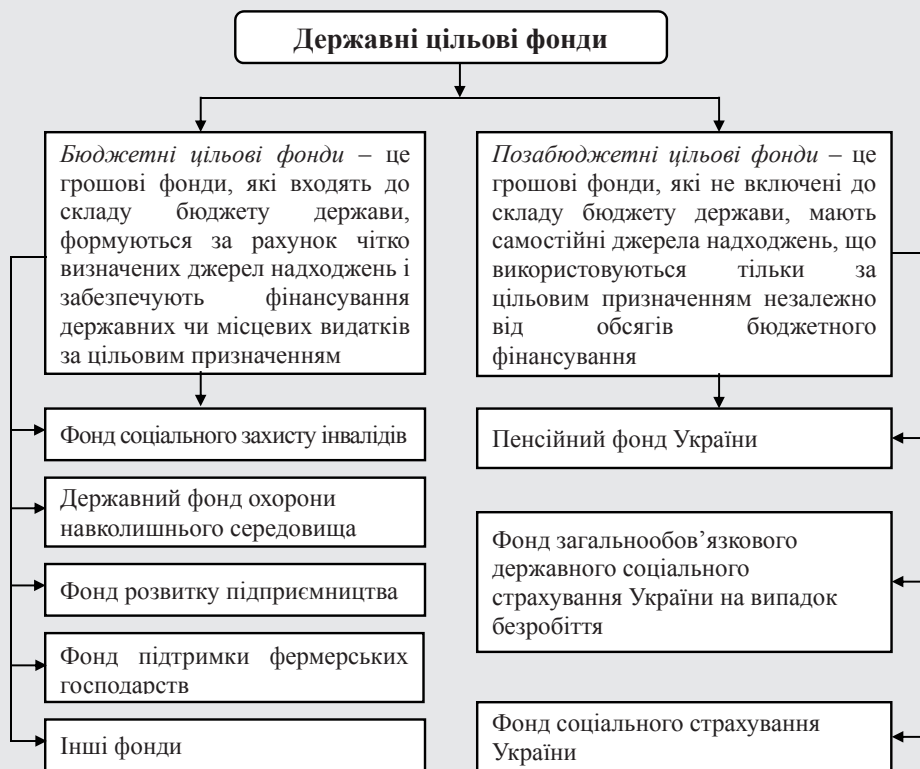 Державні цільові фонди
Бюджетні цільові фонди – це
грошові фонди, які входять до
складу бюджету держави,
формуються за рахунок чітко
визначених джерел надходжень і
забезпечують фінансування
державних чи місцевих видатків
за цільовим призначенням
Фонд соціального захисту інвалідів
Державний фонд охорони
навколишнього середовища
Фонд розвитку підприємництва
Фонд підтримки фермерських
господарств
Інші фонди
Позабюджетні цільові фонди – це
грошові фонди, які не включені до
складу бюджету держави, мають
самостійні джерела надходжень, що
використовуються тільки за
цільовим призначенням незалежно
від обсягів бюджетного
фінансування
Пенсійний фонд України
Фонд загальнообов’язкового
державного соціального
страхування України на випадок
безробіття
Фонд соціального страхування
України